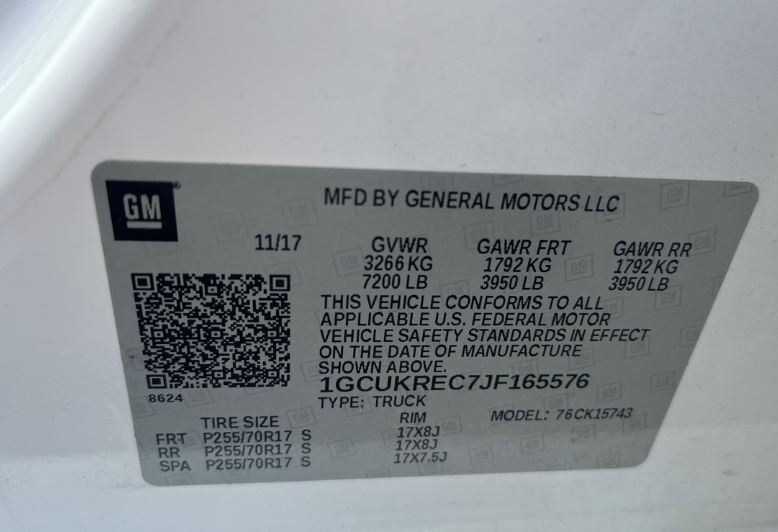 GM
MFD BY GENERAL MOTORS LLC
11/17 GVWR GAWR FRT GAWR RR
3266 KG 1792 KG 1792 KG
7200 LB 3950 LB 3950 LB
THIS VEHICLE CONFORMS TO ALL
APPLICABLE U.S. FEDERAL MOTOR
VEHICLE SAFETY STANDARDS IN EFFECT
ON THE DATE OF MANUFACTURE
SHOWN ABOVE.
1GCUKREC7JF165576
8624 TYPE: TRUCK
TIRE SIZE RIM MODEL: 76CK15743
FRT P255/70R17 S 17X8J
RR P255/70R17 S 17X8J
SPA P255/70R17 S 17X7.5J